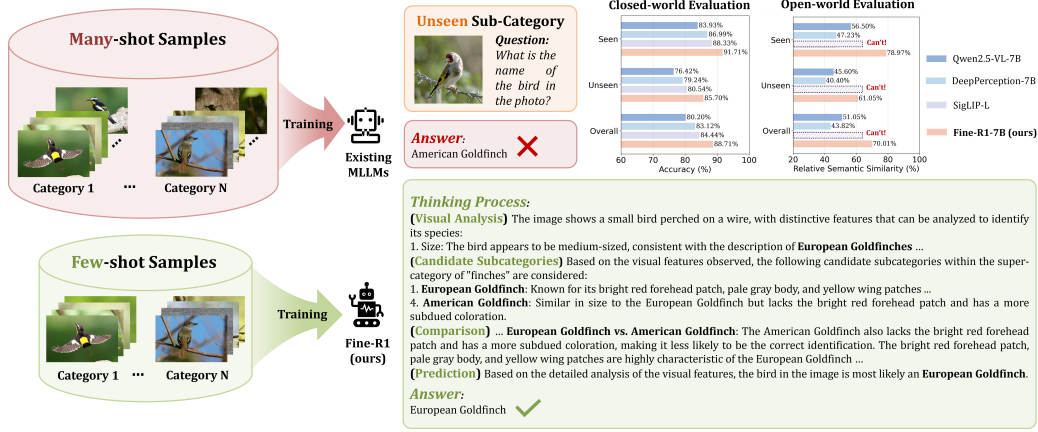 Many-shot Samples
Category 1
...
Category N
Training
Existing
MLLMs
Few-shot Samples
Category 1
...
Category N
Training
Fine-R1
(ours)
Unseen Sub-Category
Question:
What is the
name of
the bird in
the photo?
Answer:
American Goldfinch
Closed-world Evaluation
Seen
83.93%
86.99%
88.33%
91.71%
Unseen
76.42%
79.24%
80.54%
85.70%
Overall
80.20%
83.12%
84.44%
88.71%
60 70 80 90 100
Accuracy (%)
Open-world Evaluation
Seen
56.50%
47.23%
Can't!
78.97%
Unseen
45.60%
40.40%
Can't!
61.05%
Overall
51.05%
43.82%
Can't!
70.01%
20 40 60 80 100
Relative Semantic Similarity (%)
Qwen2.5-VL-7B
DeepPerception-7B
SigLIP-L
Fine-R1-7B (ours)
Thinking Process:
(Visual Analysis) The image shows a small bird perched on a wire, with distinctive features that can be analyzed to identify
its species:
1. Size: The bird appears to be medium-sized, consistent with the description of European Goldfinches ...
(Candidate Subcategories) Based on the visual features observed, the following candidate subcategories within the super-
category of "finches" are considered:
1. European Goldfinch: Known for its bright red forehead patch, pale gray body, and yellow wing patches ...
4. American Goldfinch: Similar in size to the European Goldfinch but lacks the bright red forehead patch and has a more
subdued coloration.
(Comparison) ... European Goldfinch vs. American Goldfinch: The American Goldfinch also lacks the bright red forehead
patch and has a more subdued coloration, making it less likely to be the correct identification. The bright red forehead patch,
pale gray body, and yellow wing patches are highly characteristic of the European Goldfinch ...
(Prediction) Based on the detailed analysis of the visual features, the bird in the image is most likely an European Goldfinch.
Answer:
European Goldfinch